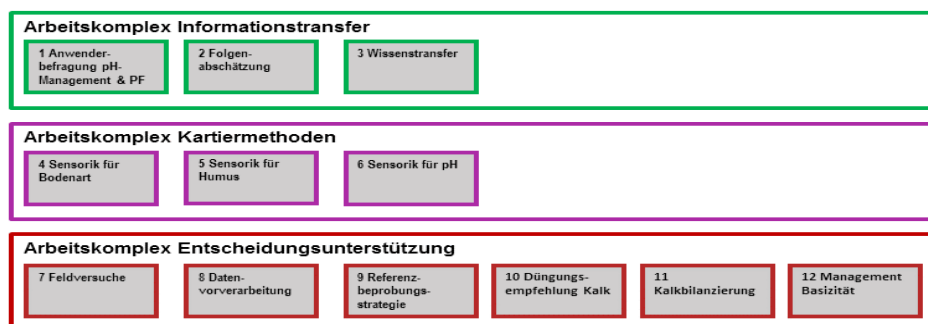 Arbeitskomplex Informationstransfer
1 Anwender-
befragung pH-
Management & PF
2 Folgen-
abschätzung
3 Wissenstransfer
Arbeitskomplex Kartiermethoden
4 Sensorik für
Bodenart
5 Sensorik für
Humus
6 Sensorik für pH
Arbeitskomplex Entscheidungsunterstützung
7 Feldversuche
8 Daten-
vorverarbeitung
9 Referenz-
beprobungs-
strategie
10 Düngungs-
empfehlung Kalk
11
Kalkbilanzierung
12 Management
Basizität